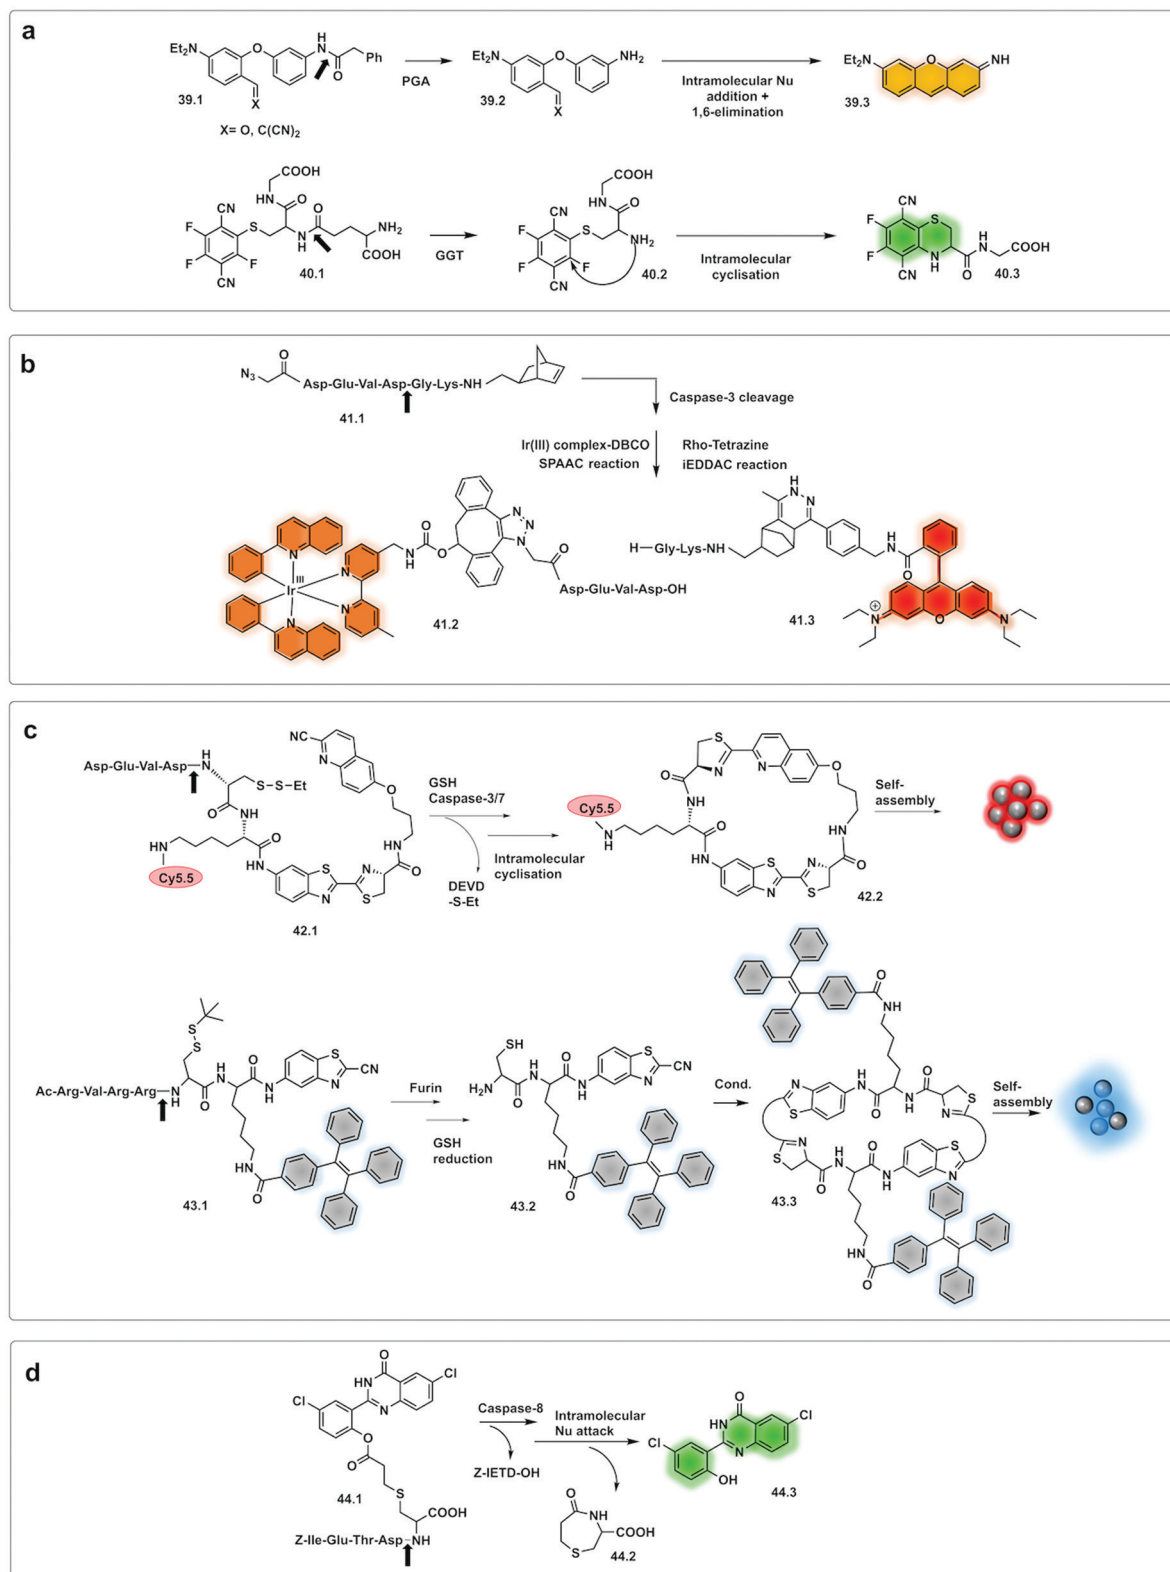 a
Et₂N
O
H
N
O
Ph
X
39.1
X= O, C(CN)₂
PGA
Et₂N
O
NH₂
X
39.2
Intramolecular Nu
addition +
1,6-elimination
Et₂N
O
NH
39.3
COOH
HN
O
CN
S
F
F
F
CN
HN
O
NH₂
COOH
40.1
GGT
COOH
HN
O
CN
S
F
F
F
CN
NH₂
40.2
Intramolecular
cyclisation
CN
F
S
F
CN
N
H
H
N
O
COOH
40.3
b
N₃
O
Asp-Glu-Val-Asp-Gly-Lys-NH
41.1
Caspase-3 cleavage
Ir(III) complex-DBCO
SPAAC reaction
Rho-Tetrazine
iEDDAC reaction
N
N
Ir
III
N
N
N
H
O
O
N
N
N
O
Asp-Glu-Val-Asp-OH
41.2
H
N
N
N
H-Gly-Lys-NH
NH
O
N
⊕
O
N
41.3
c
Asp-Glu-Val-Asp
H
N
S-S-Et
O
NH
HN
Cy5.5
O
NH
S
N
N
S
O
HN
O
N
NC
42.1
GSH
Caspase-3/7
DEVD
-S-Et
Intramolecular
cyclisation
S
N
N
O
O
NH
Cy5.5
N
H
O
NH
S
N
N
S
O
NH
42.2
Self-
assembly
S
S
Ac-Arg-Val-Arg-Arg
N
H
O
H
N
O
N
H
S
N
CN
NH
O
43.1
Furin
GSH
reduction
SH
H₂N
O
H
N
O
N
H
S
N
CN
NH
O
43.2
Cond.
O
NH
N
S
H
N
O
HN
O
S
N
N
S
O
H
N
O
N
H
S
N
NH
O
43.3
Self-
assembly
d
O
HN
Cl
Cl
N
O
O
S
COOH
Z-Ile-Glu-Thr-Asp-NH
44.1
Caspase-8
Z-IETD-OH
Intramolecular
Nu attack
O
NH
COOH
S
44.2
O
HN
Cl
Cl
N
OH
44.3